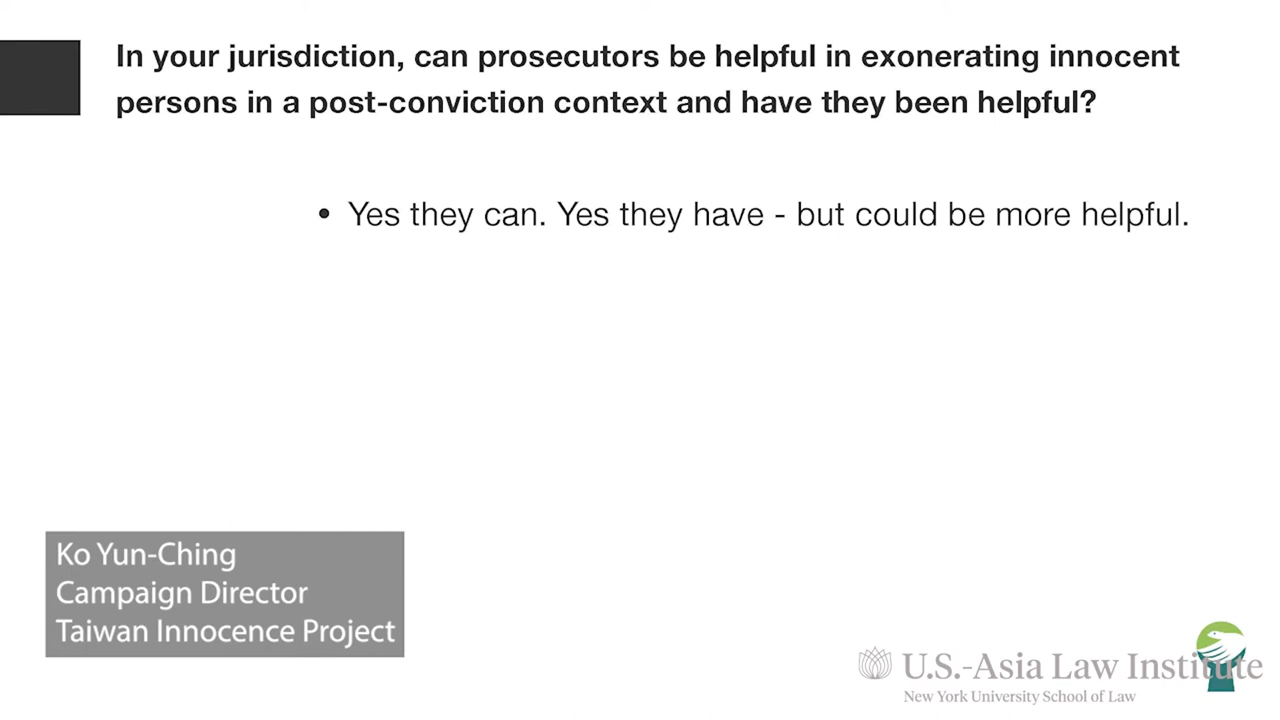 In your jurisdiction, can prosecutors be helpful in exonerating innocent
persons in a post-conviction context and have they been helpful?
• Yes they can. Yes they have - but could be more helpful.
Ko Yun-Ching
Campaign Director
Taiwan Innocence Project
U.S.-Asia Law Institute
New York University School of Law